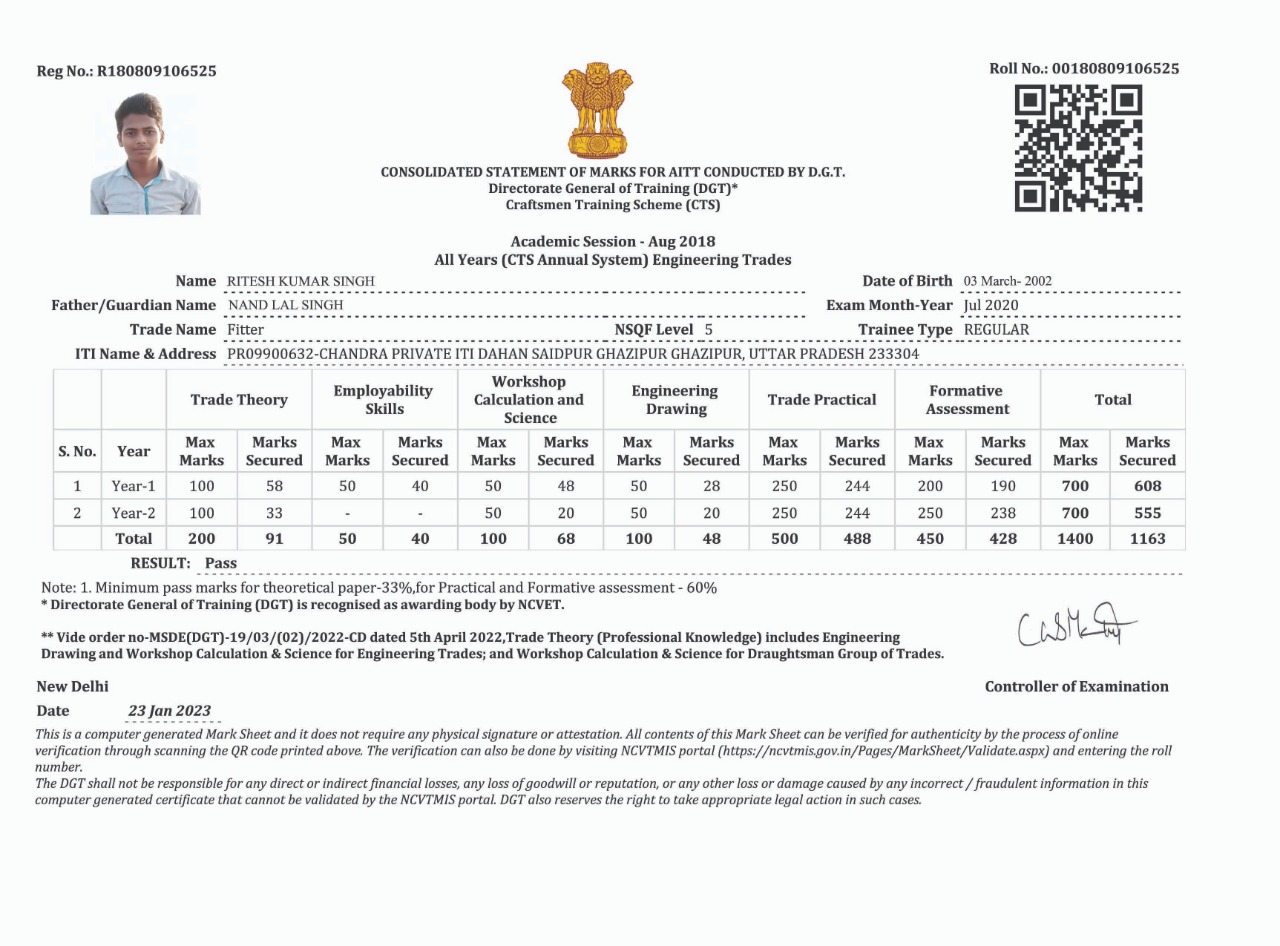 Reg No.: R180809106525
Roll No.: 00180809106525
CONSOLIDATED STATEMENT OF MARKS FOR AITT CONDUCTED BY D.G.T.
Directorate General of Training (DGT)*
Craftsmen Training Scheme (CTS)
Academic Session - Aug 2018
All Years (CTS Annual System) Engineering Trades
Name RITESH KUMAR SINGH Date of Birth 03 March- 2002
Father/Guardian Name NAND LAL SINGH Exam Month-Year Jul 2020
Trade Name Fitter NSQF Level 5 Trainee Type REGULAR
ITI Name & Address PR09900632-CHANDRA PRIVATE ITI DAHAN SAIDPUR GHAZIPUR GHAZIPUR, UTTAR PRADESH 233304
Trade Theory Employability Skills Workshop Calculation and Science Engineering Drawing Trade Practical Formative Assessment Total
S. No. Year Max Marks Marks Secured Max Marks Marks Secured Max Marks Marks Secured Max Marks Marks Secured Max Marks Marks Secured Max Marks Marks Secured Max Marks Marks Secured
1 Year-1 100 58 50 40 50 48 50 28 250 244 200 190 700 608
2 Year-2 100 33 - - 50 20 50 20 250 244 250 238 700 555
Total 200 91 50 40 100 68 100 48 500 488 450 428 1400 1163
RESULT: Pass
Note: 1. Minimum pass marks for theoretical paper-33%,for Practical and Formative assessment - 60%
* Directorate General of Training (DGT) is recognised as awarding body by NCVET.
** Vide order no-MSDE(DGT)-19/03/(02)/2022-CD dated 5th April 2022,Trade Theory (Professional Knowledge) includes Engineering
Drawing and Workshop Calculation & Science for Engineering Trades; and Workshop Calculation & Science for Draughtsman Group of Trades.
New Delhi
Controller of Examination
Date 23 Jan 2023
This is a computer generated Mark Sheet and it does not require any physical signature or attestation. All contents of this Mark Sheet can be verified for authenticity by the process of online
verification through scanning the QR code printed above. The verification can also be done by visiting NCVTMIS portal (https://ncvtmis.gov.in/Pages/MarkSheet/Validate.aspx) and entering the roll
number.
The DGT shall not be responsible for any direct or indirect financial losses, any loss of goodwill or reputation, or any other loss or damage caused by any incorrect / fraudulent information in this
computer generated certificate that cannot be validated by the NCVTMIS portal. DGT also reserves the right to take appropriate legal action in such cases.